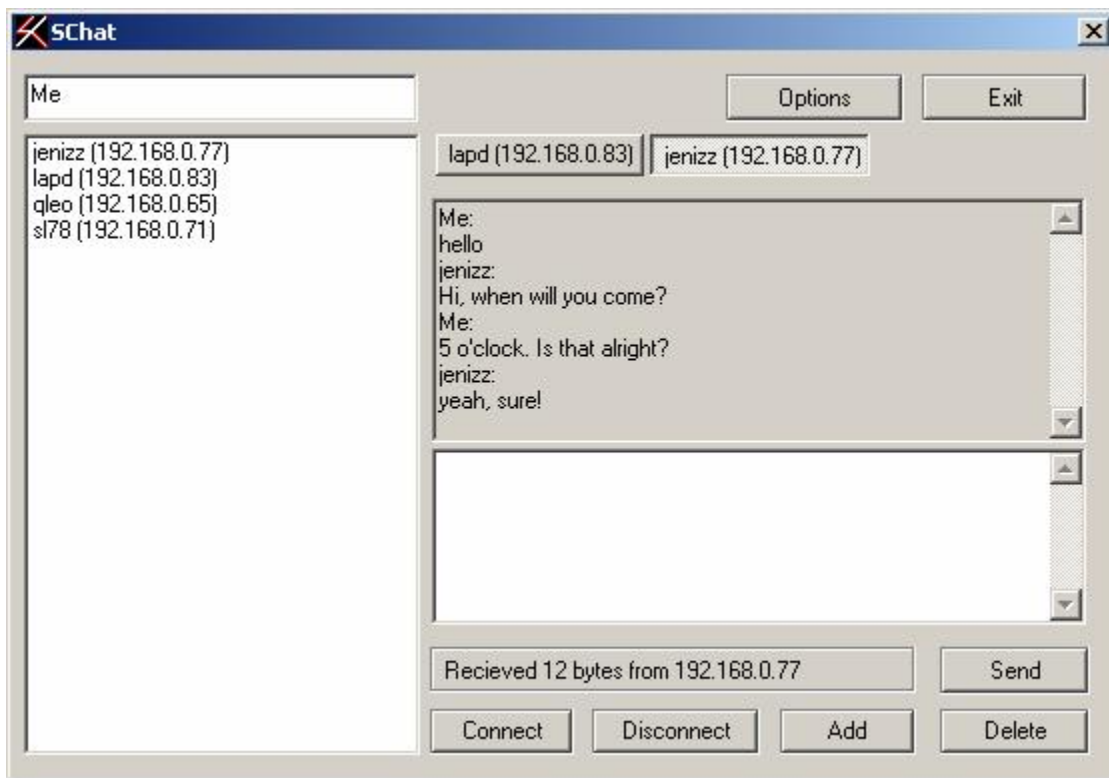 SChat
Me
Options
Exit
jenizz (192.168.0.77)
lapd (192.168.0.83)
qleo (192.168.0.65)
sl78 (192.168.0.71)
lapd (192.168.0.83)
jenizz (192.168.0.77)
Me:
hello
jenizz:
Hi, when will you come?
Me:
5 o'clock. Is that alright?
jenizz:
yeah, sure!
Recieved 12 bytes from 192.168.0.77
Send
Connect
Disconnect
Add
Delete